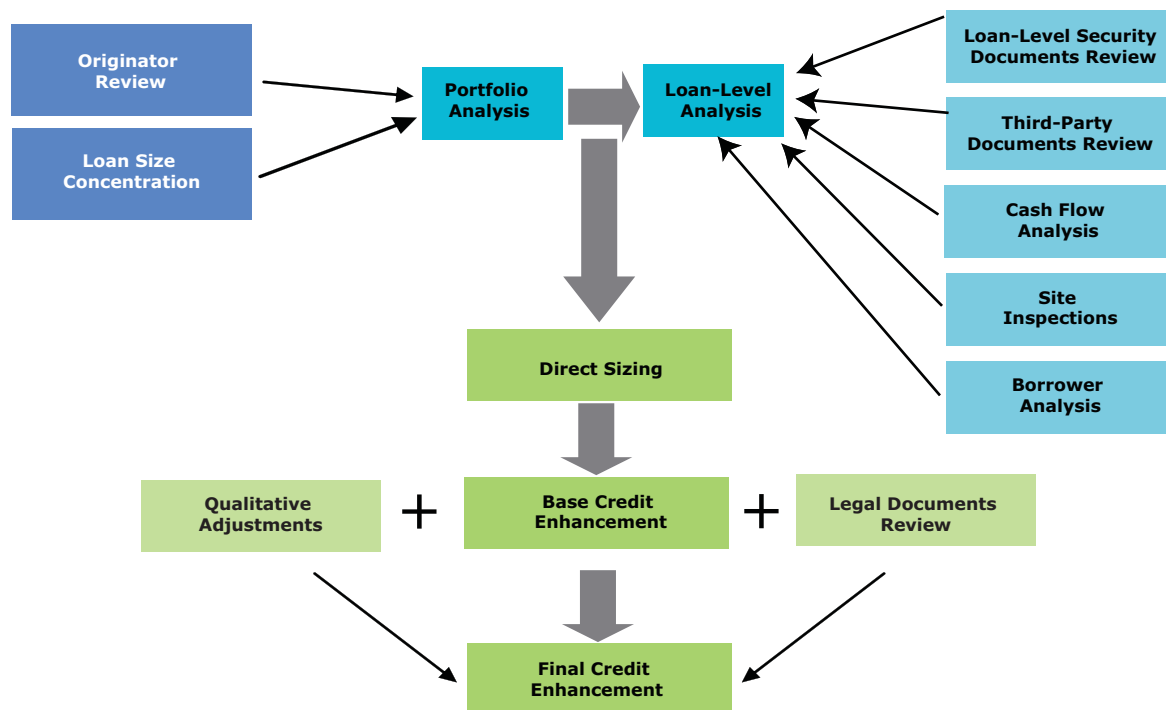 Originator
Review
Loan Size
Concentration
Portfolio
Analysis
Loan-Level
Analysis
Loan-Level Security
Documents Review
Third-Party
Documents Review
Cash Flow
Analysis
Site
Inspections
Borrower
Analysis
Direct Sizing
Qualitative
Adjustments
+
Base Credit
Enhancement
+
Legal Documents
Review
Final Credit
Enhancement